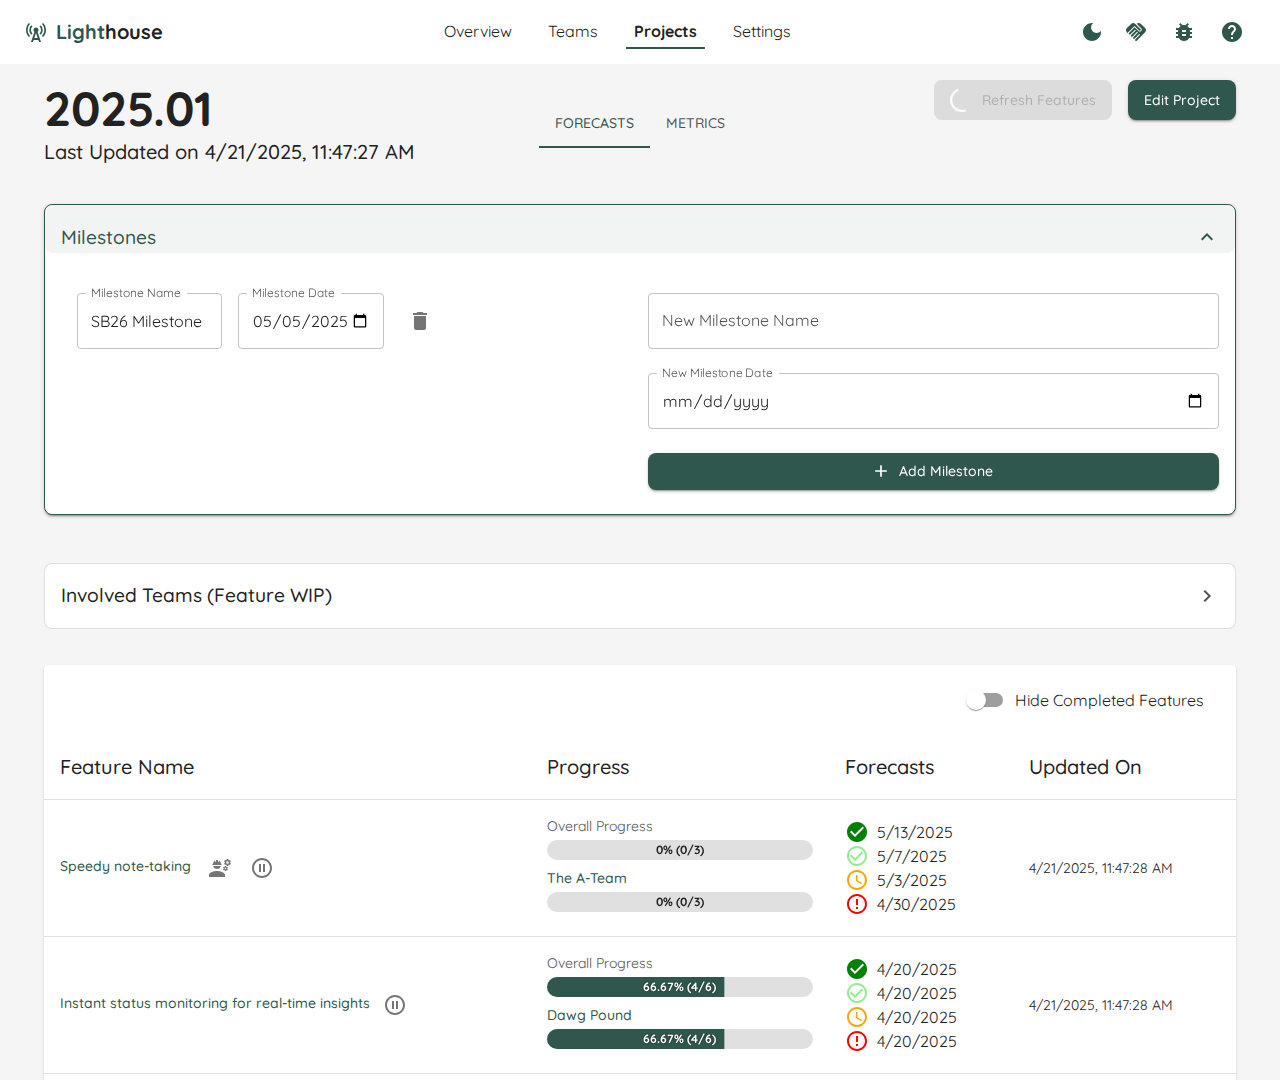 Lighthouse
Overview
Teams
Projects
Settings
2025.01
Last Updated on 4/21/2025, 11:47:27 AM
FORECASTS
METRICS
Refresh Features
Edit Project
Milestones
Milestone Name
SB26 Milestone
Milestone Date
05/05/2025
New Milestone Name
New Milestone Date
mm/dd/yyyy
Add Milestone
Involved Teams (Feature WIP)
Hide Completed Features
Feature Name
Progress
Forecasts
Updated On
Speedy note-taking
Overall Progress
0% (0/3)
The A-Team
0% (0/3)
5/13/2025
5/7/2025
5/3/2025
4/30/2025
4/21/2025, 11:47:28 AM
Instant status monitoring for real-time insights
Overall Progress
66.67% (4/6)
Dawg Pound
66.67% (4/6)
4/20/2025
4/20/2025
4/20/2025
4/20/2025
4/21/2025, 11:47:28 AM